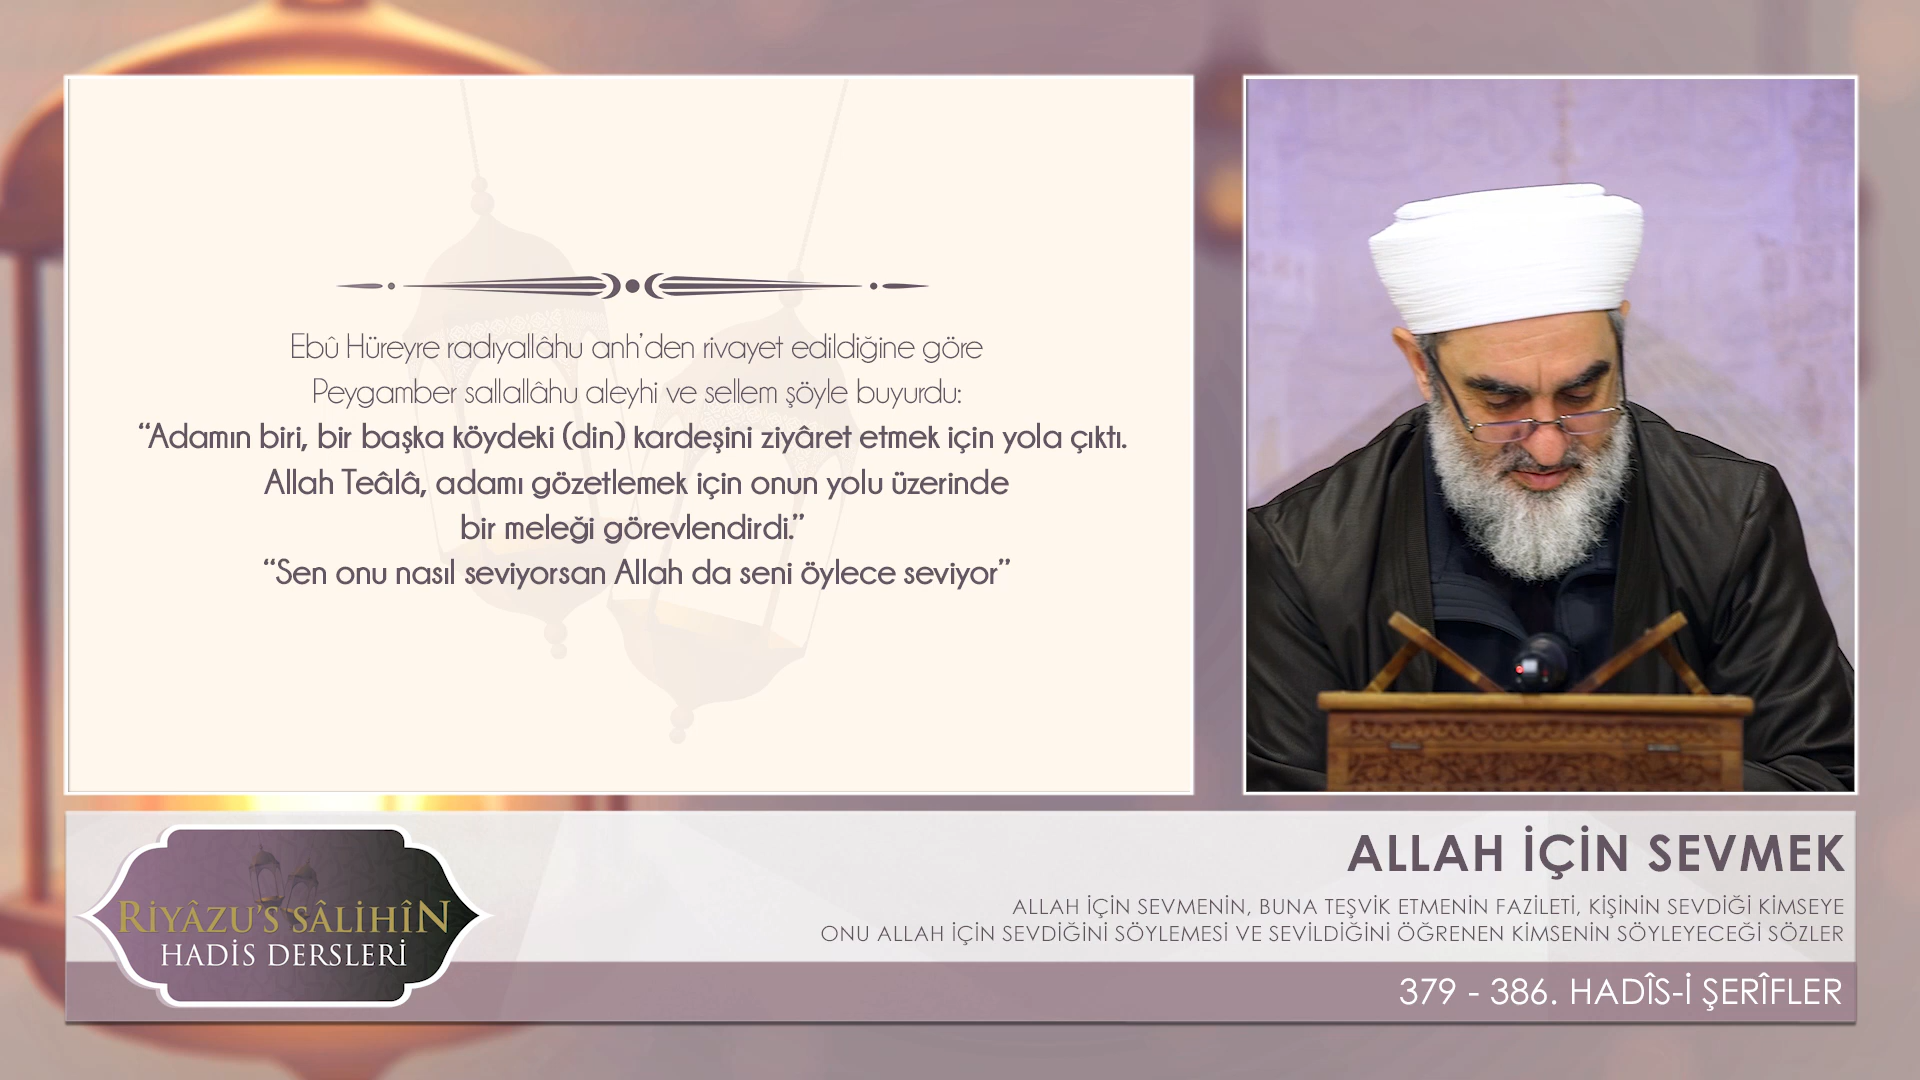 Ebû Hüreyre radıyallâhu anh’den rivayet edildiğine göre
Peygamber sallallâhu aleyhi ve sellem şöyle buyurdu:
“Adamın biri, bir başka köydeki (din) kardeşini ziyâret etmek için yola çıktı.
Allah Teâlâ, adamı gözetlemek için onun yolu üzerinde
bir meleği görevlendirdi.”
“Sen onu nasıl seviyorsan Allah da seni öylece seviyor”
RİYÂZU’S SÂLİHÎN
HADİS DERSLERİ
ALLAH İÇİN SEVMEK
ALLAH İÇİN SEVMENİN, BUNA TEŞVİK ETMENİN FAZİLETİ, KİŞİNİN SEVDİĞİ KİMSEYE
ONU ALLAH İÇİN SEVDİĞİNİ SÖYLEMESİ VE SEVİLDİĞİNİ ÖĞRENEN KİMSENİN SÖYLEYECEĞİ SÖZLER
379 - 386. HADÎS-İ ŞERÎFLER